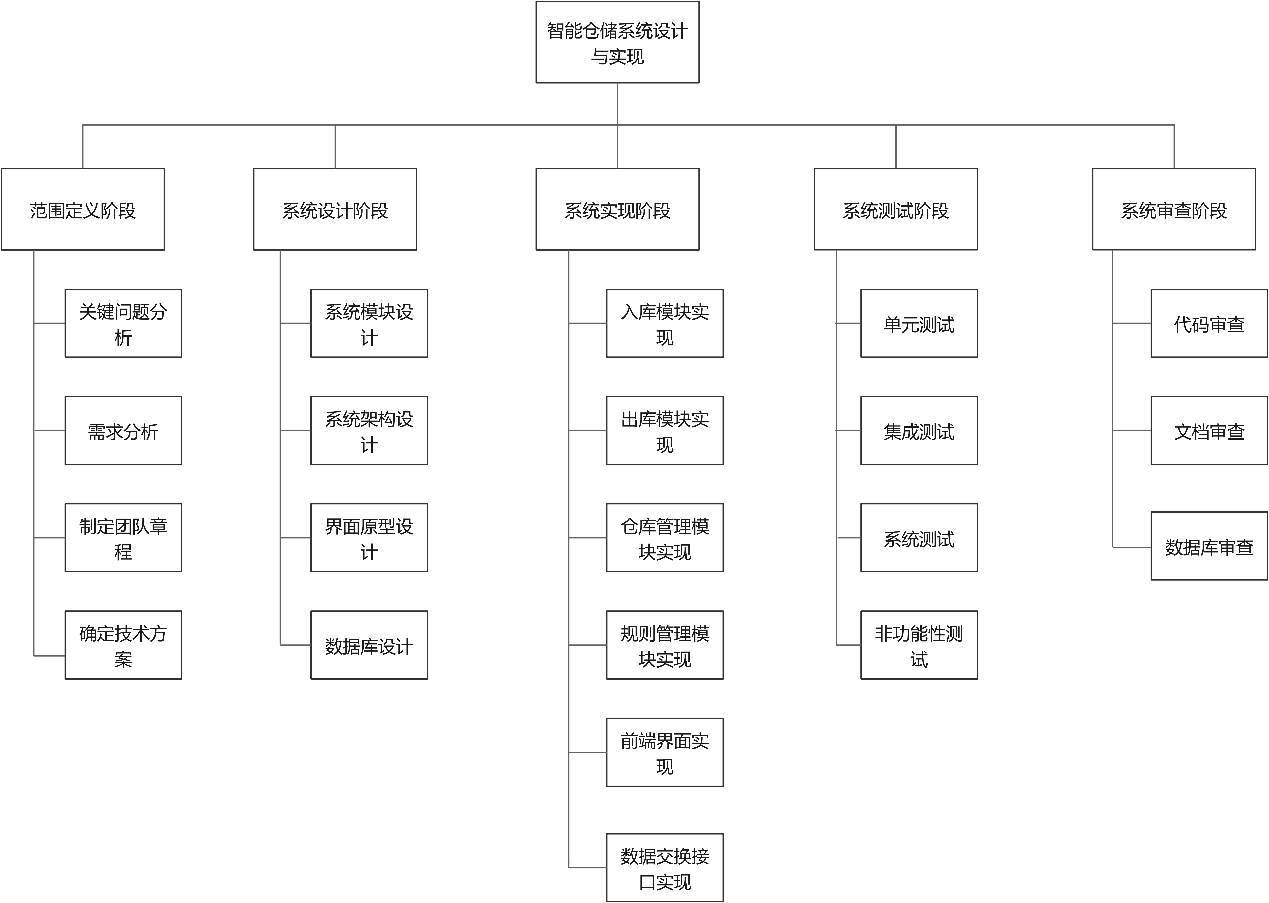 智能仓储系统设计
与实现
范围定义阶段
系统设计阶段
系统实现阶段
系统测试阶段
系统审查阶段
关键问题分
析
需求分析
制定团队章
程
确定技术方
案
系统模块设
计
系统架构设
计
界面原型设
计
数据库设计
入库模块实
现
出库模块实
现
仓库管理模
块实现
规则管理模
块实现
前端界面实
现
数据交换接
口实现
单元测试
集成测试
系统测试
非功能性测
试
代码审查
文档审查
数据库审查